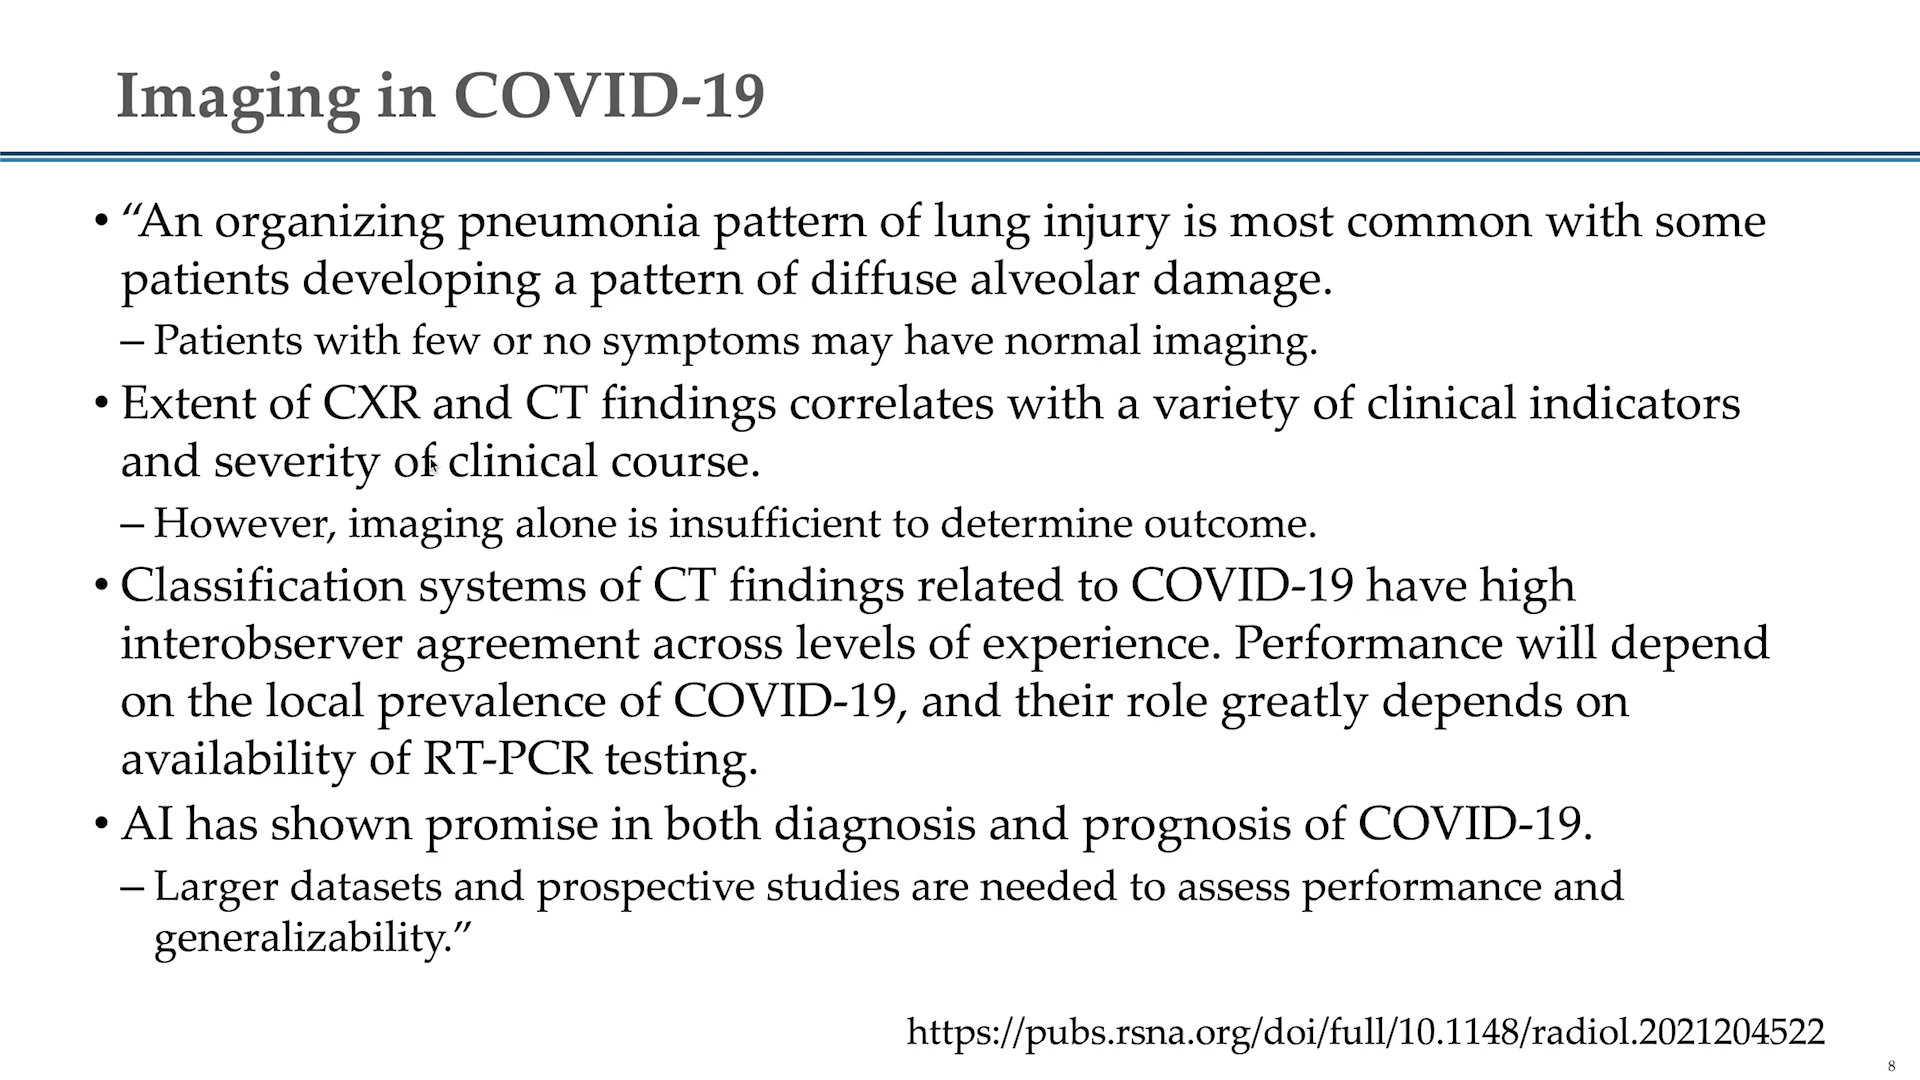 Imaging in COVID-19
• “An organizing pneumonia pattern of lung injury is most common with some
patients developing a pattern of diffuse alveolar damage.
– Patients with few or no symptoms may have normal imaging.
• Extent of CXR and CT findings correlates with a variety of clinical indicators
and severity of clinical course.
– However, imaging alone is insufficient to determine outcome.
• Classification systems of CT findings related to COVID-19 have high
interobserver agreement across levels of experience. Performance will depend
on the local prevalence of COVID-19, and their role greatly depends on
availability of RT-PCR testing.
• AI has shown promise in both diagnosis and prognosis of COVID-19.
– Larger datasets and prospective studies are needed to assess performance and
generalizability.”
https://pubs.rsna.org/doi/full/10.1148/radiol.2021204522
8